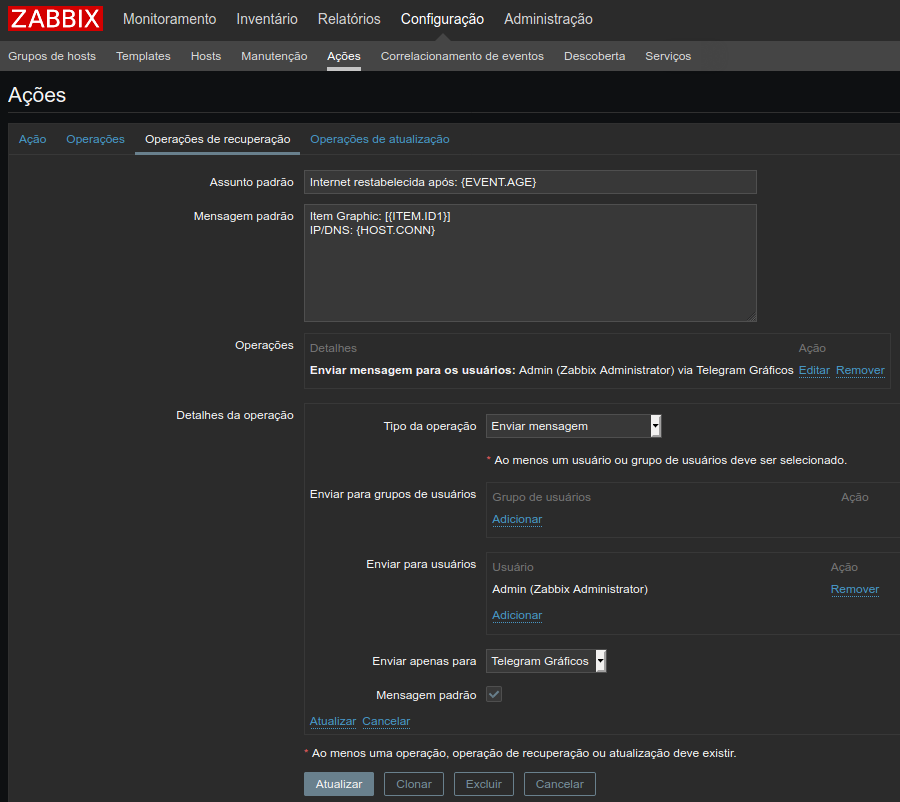 ZABBIX Monitoramento Inventário Relatórios Configuração Administração
Grupos de hosts Templates Hosts Manutenção Ações Correlacionamento de eventos Descoberta Serviços
Ações
Ação Operações Operações de recuperação Operações de atualização
Assunto padrão Internet restabelecida após: {EVENT.AGE}
Mensagem padrão Item Graphic: [{ITEM.ID1}]
IP/DNS: {HOST.CONN}
Operações Detalhes Ação
Enviar mensagem para os usuários: Admin (Zabbix Administrator) via Telegram Gráficos Editar Remover
Detalhes da operação
Tipo da operação Enviar mensagem
* Ao menos um usuário ou grupo de usuários deve ser selecionado.
Enviar para grupos de usuários Grupo de usuários Ação
Adicionar
Enviar para usuários Usuário Ação
Admin (Zabbix Administrator) Remover
Adicionar
Enviar apenas para Telegram Gráficos
Mensagem padrão
Atualizar Cancelar
* Ao menos uma operação, operação de recuperação ou atualização deve existir.
Atualizar Clonar Excluir Cancelar